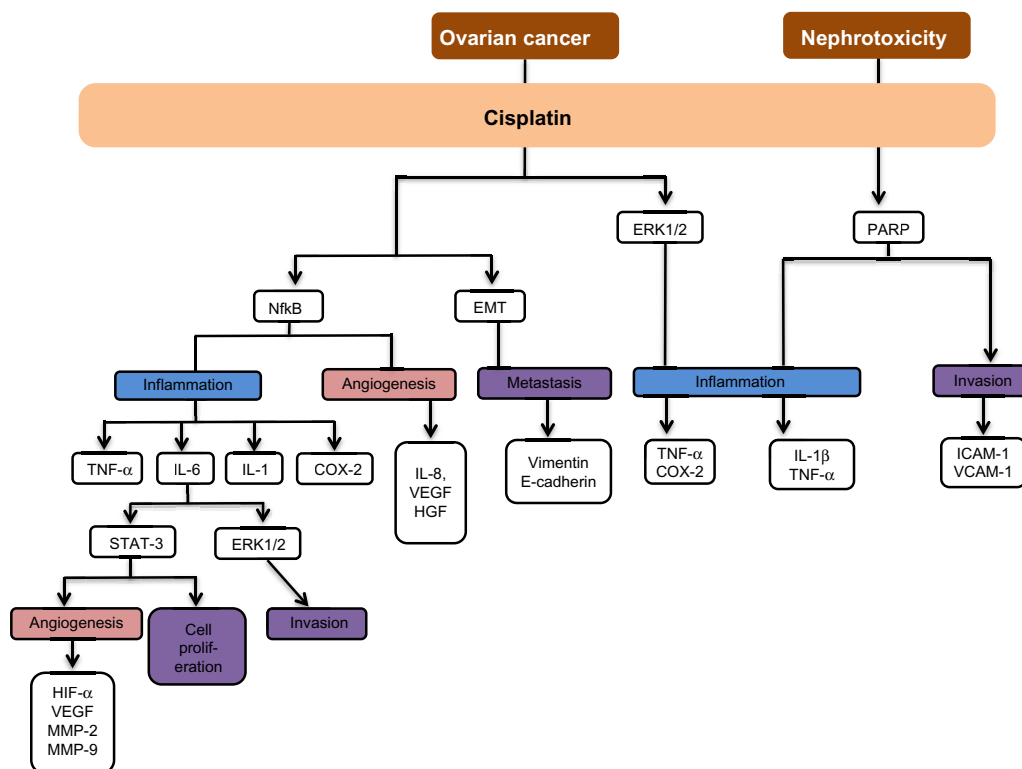 Ovarian cancer
Nephrotoxicity
Cisplatin
ERK1/2
PARP
NfkB
EMT
Inflammation
Angiogenesis
Metastasis
Inflammation
Invasion
TNF-α
IL-6
IL-1
COX-2
IL-8,
VEGF
HGF
Vimentin
E-cadherin
TNF-α
COX-2
IL-1β
TNF-α
ICAM-1
VCAM-1
STAT-3
ERK1/2
Angiogenesis
Cell
prolif-
eration
Invasion
HIF-α
VEGF
MMP-2
MMP-9